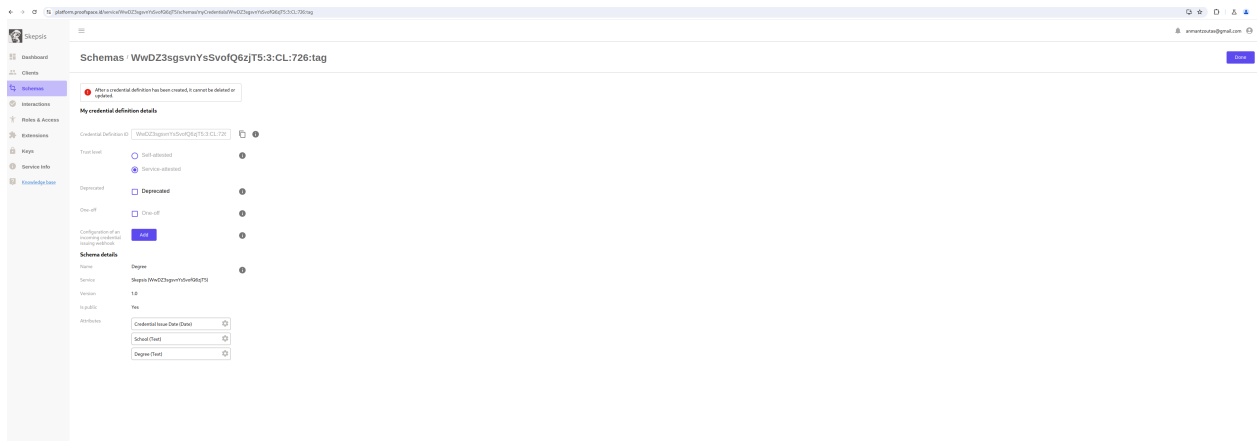 platform.proofspace.id/service/WwDZ3sgsvnYsSvofQ6zjT5/schemas/myCredentials/WwDZ3sgsvnYsSvofQ6zjT5:3:CL:726:tag
Skepsis
anmantzoutas@gmail.com
Dashboard
Clients
Schemas
Interactions
Roles & Access
Extensions
Keys
Service Info
Knowledge base
Schemas / WwDZ3sgsvnYsSvofQ6zjT5:3:CL:726:tag
Done
After a credential definition has been created, it cannot be deleted or
updated.
My credential definition details
Credential Definition ID WwDZ3sgsvnYsSvofQ6zjT5:3:CL:726
Trust level
Self-attested
Service-attested
Deprecated Deprecated
One-off One-off
Configuration of an
incoming credential
issuing webhook
Add
Schema details
Name Degree
Service Skepsis (WwDZ3sgsvnYsSvofQ6zjT5)
Version 1.0
Is public Yes
Attributes Credential Issue Date (Date)
School (Text)
Degree (Text)